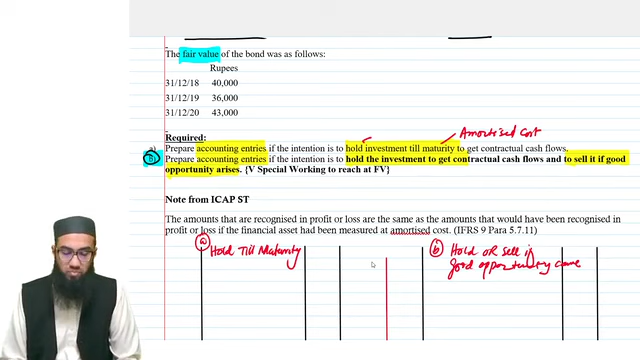 The fair value of the bond was as follows:
Rupees
31/12/18 40,000
31/12/19 36,000
31/12/20 43,000
Required:
Amortised Cost
a) Prepare accounting entries if the intention is to hold investment till maturity to get contractual cash flows.
b) Prepare accounting entries if the intention is to hold the investment to get contractual cash flows and to sell it if good
opportunity arises. {V Special Working to reach at FV}
Note from ICAP ST
The amounts that are recognised in profit or loss are the same as the amounts that would have been recognised in
profit or loss if the financial asset had been measured at amortised cost. (IFRS 9 Para 5.7.11)
a Hold Till Maturity
b Hold OR Sell if
good opportunity came